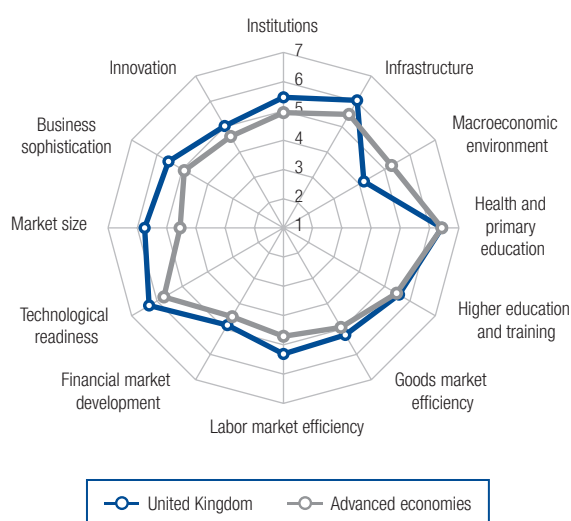 Institutions
7
6
5
4
3
2
1
Infrastructure
Macroeconomic
environment
Health and
primary
education
Higher education
and training
Goods market
efficiency
Labor market efficiency
Financial market
development
Technological
readiness
Market size
Business
sophistication
Innovation
United Kingdom
Advanced economies